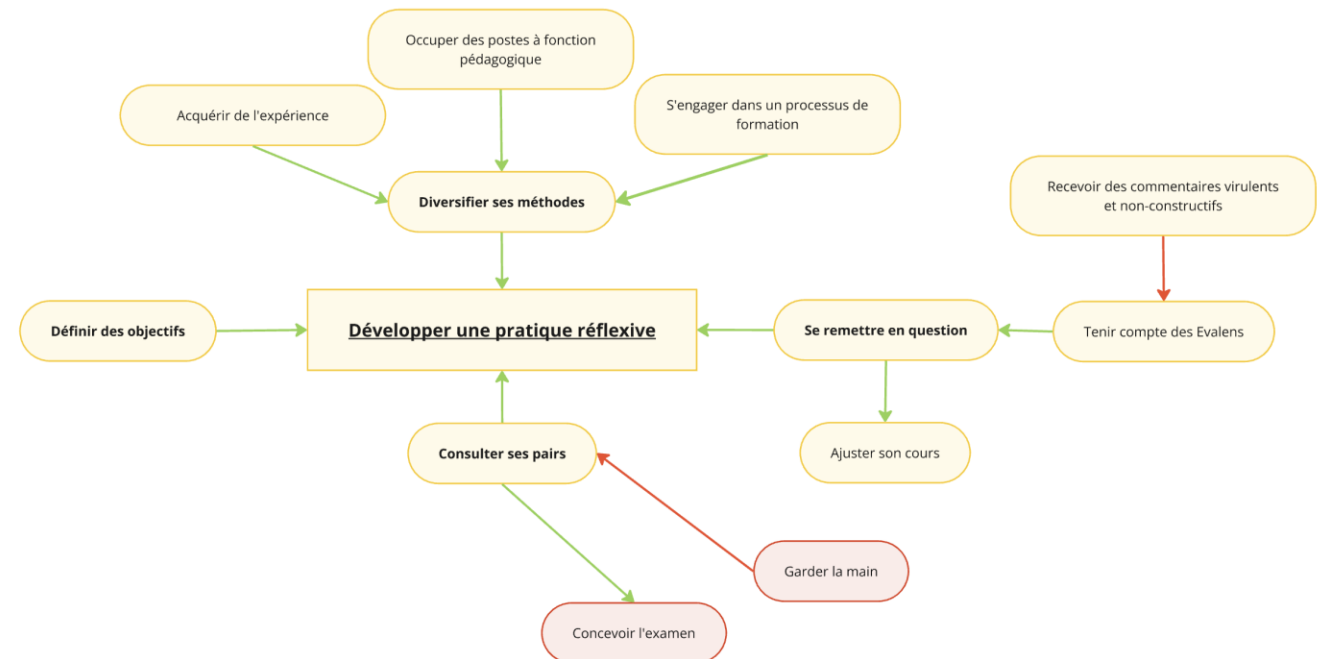 Occuper des postes à fonction
pédagogique
Acquérir de l'expérience
S'engager dans un processus de
formation
Diversifier ses méthodes
Recevoir des commentaires virulents
et non-constructifs
Définir des objectifs
Développer une pratique réflexive
Se remettre en question
Tenir compte des Evalens
Consulter ses pairs
Ajuster son cours
Garder la main
Concevoir l'examen